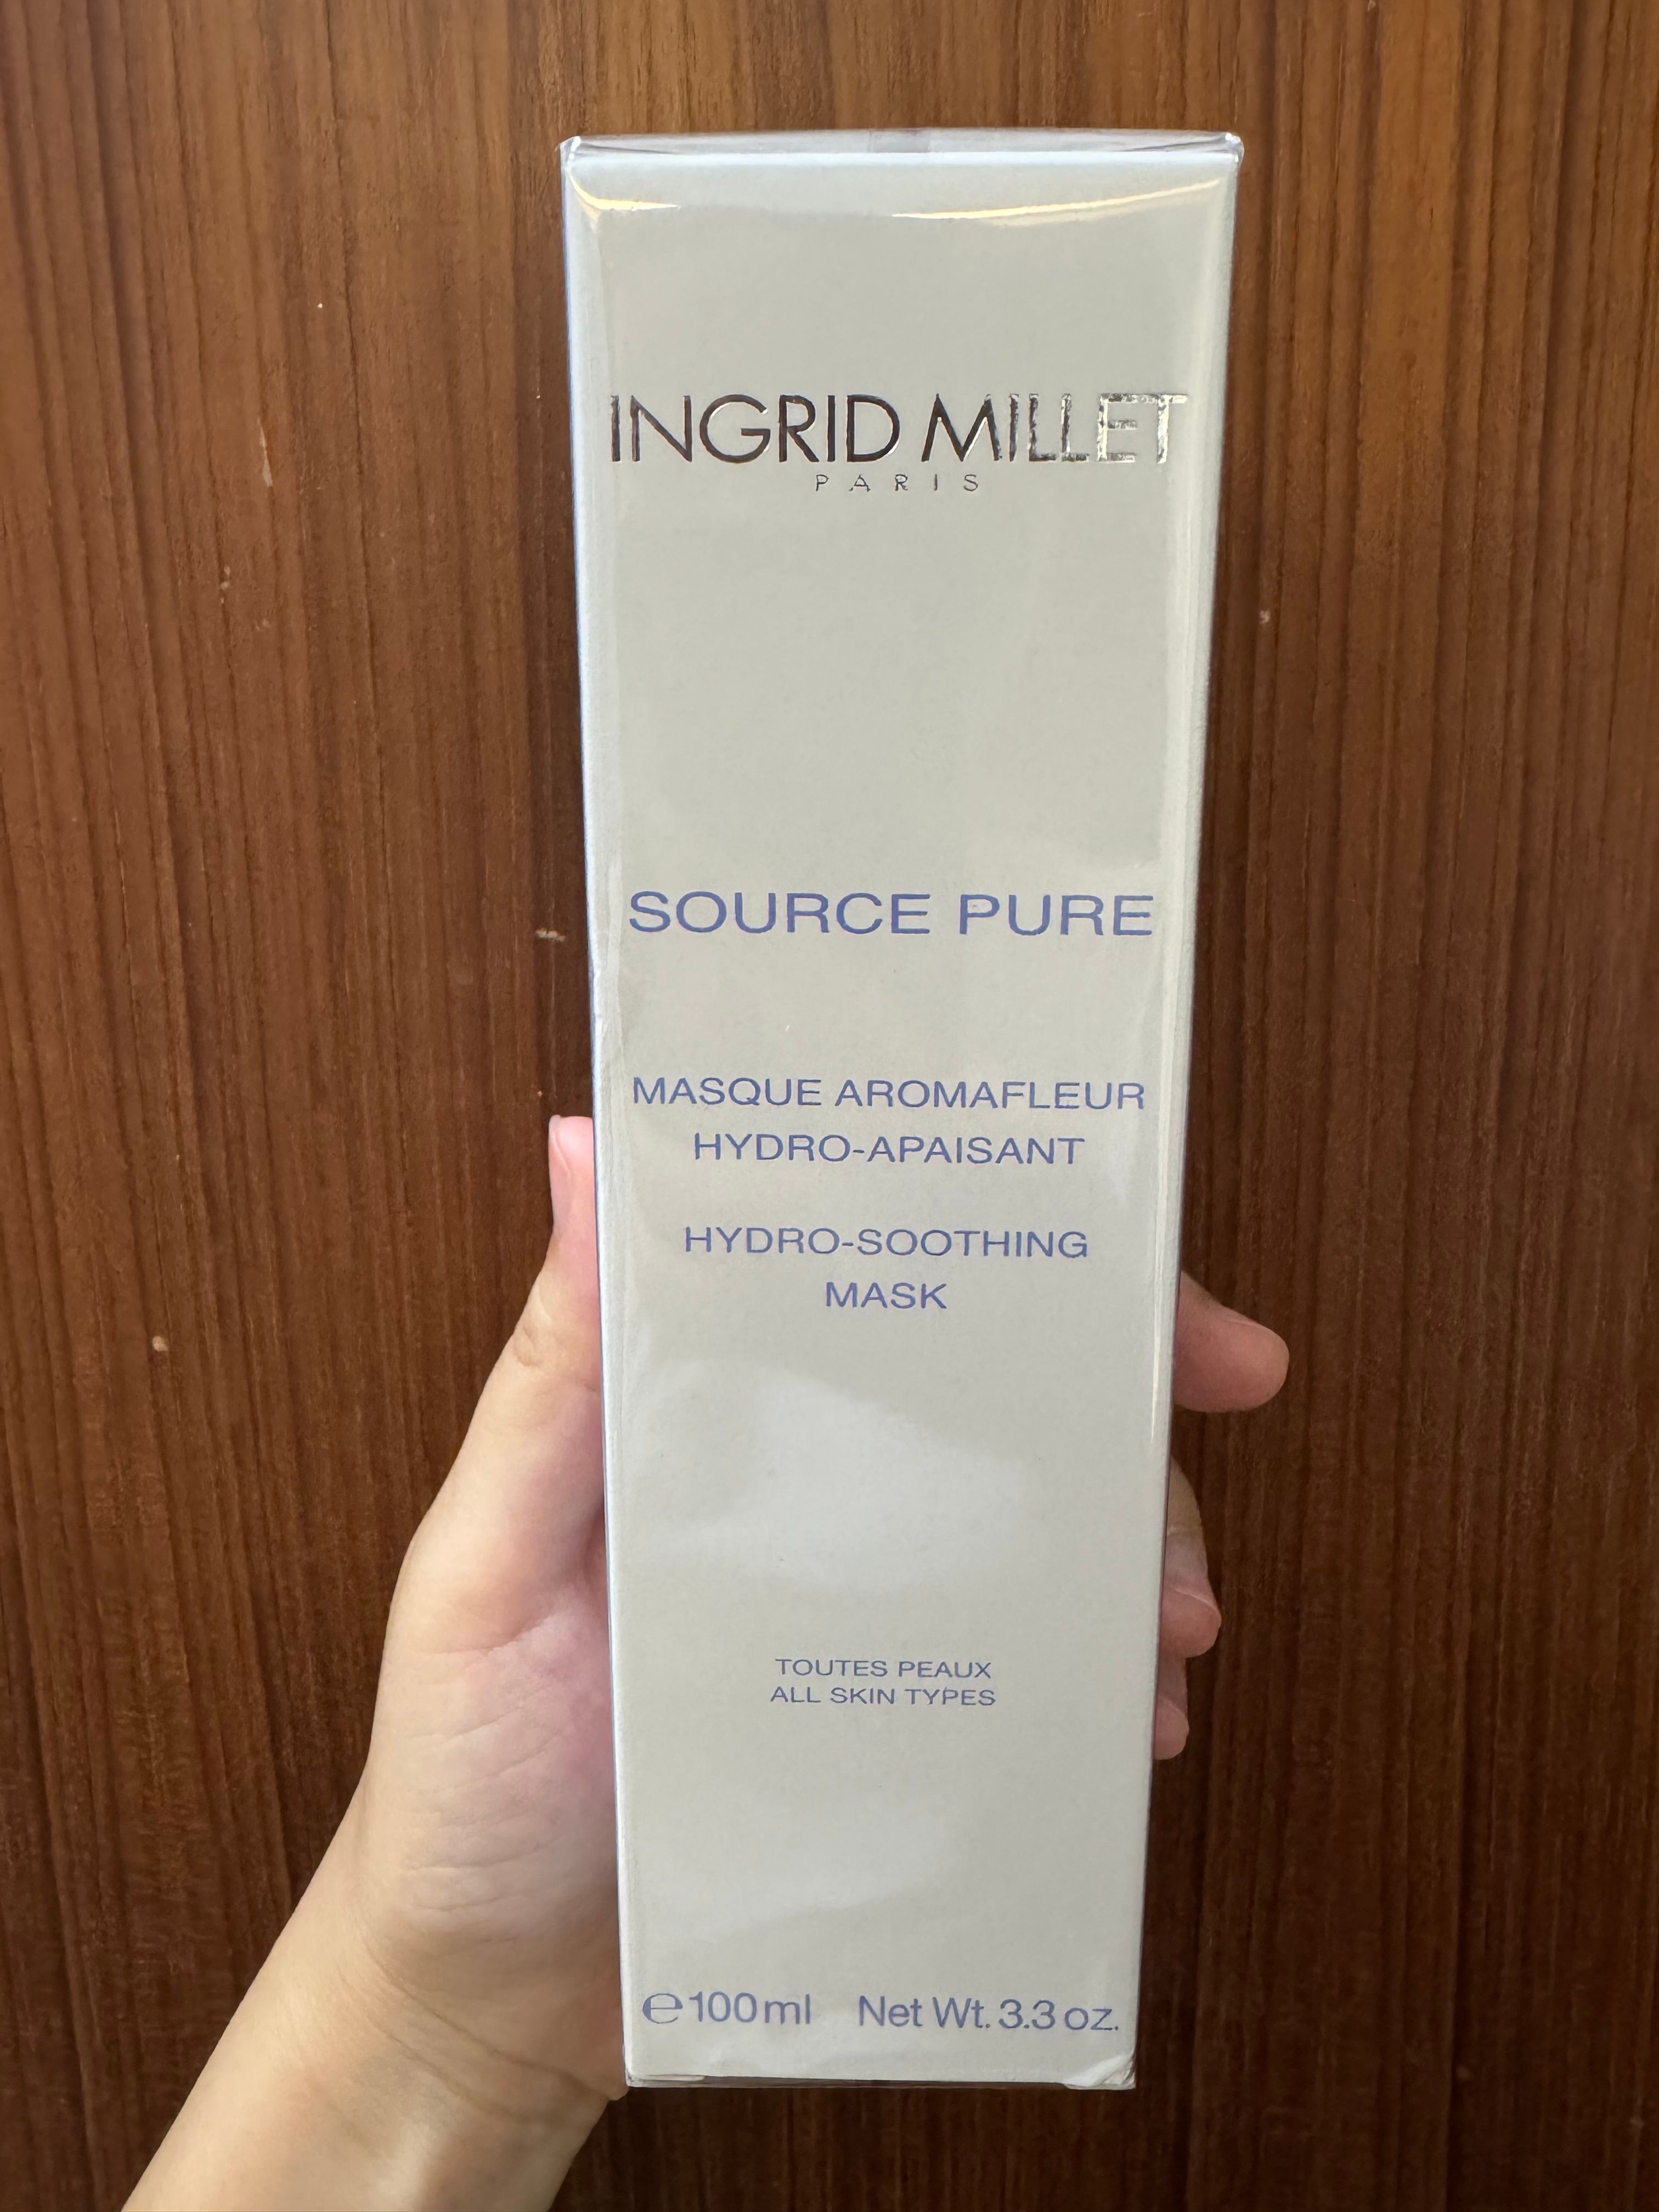 INGRID MILLET
PARIS
SOURCE PURE
MASQUE AROMAFLEUR
HYDRO-APAISANT
HYDRO-SOOTHING
MASK
TOUTES PEAUX
ALL SKIN TYPES
℮100ml Net Wt. 3.3 oz.